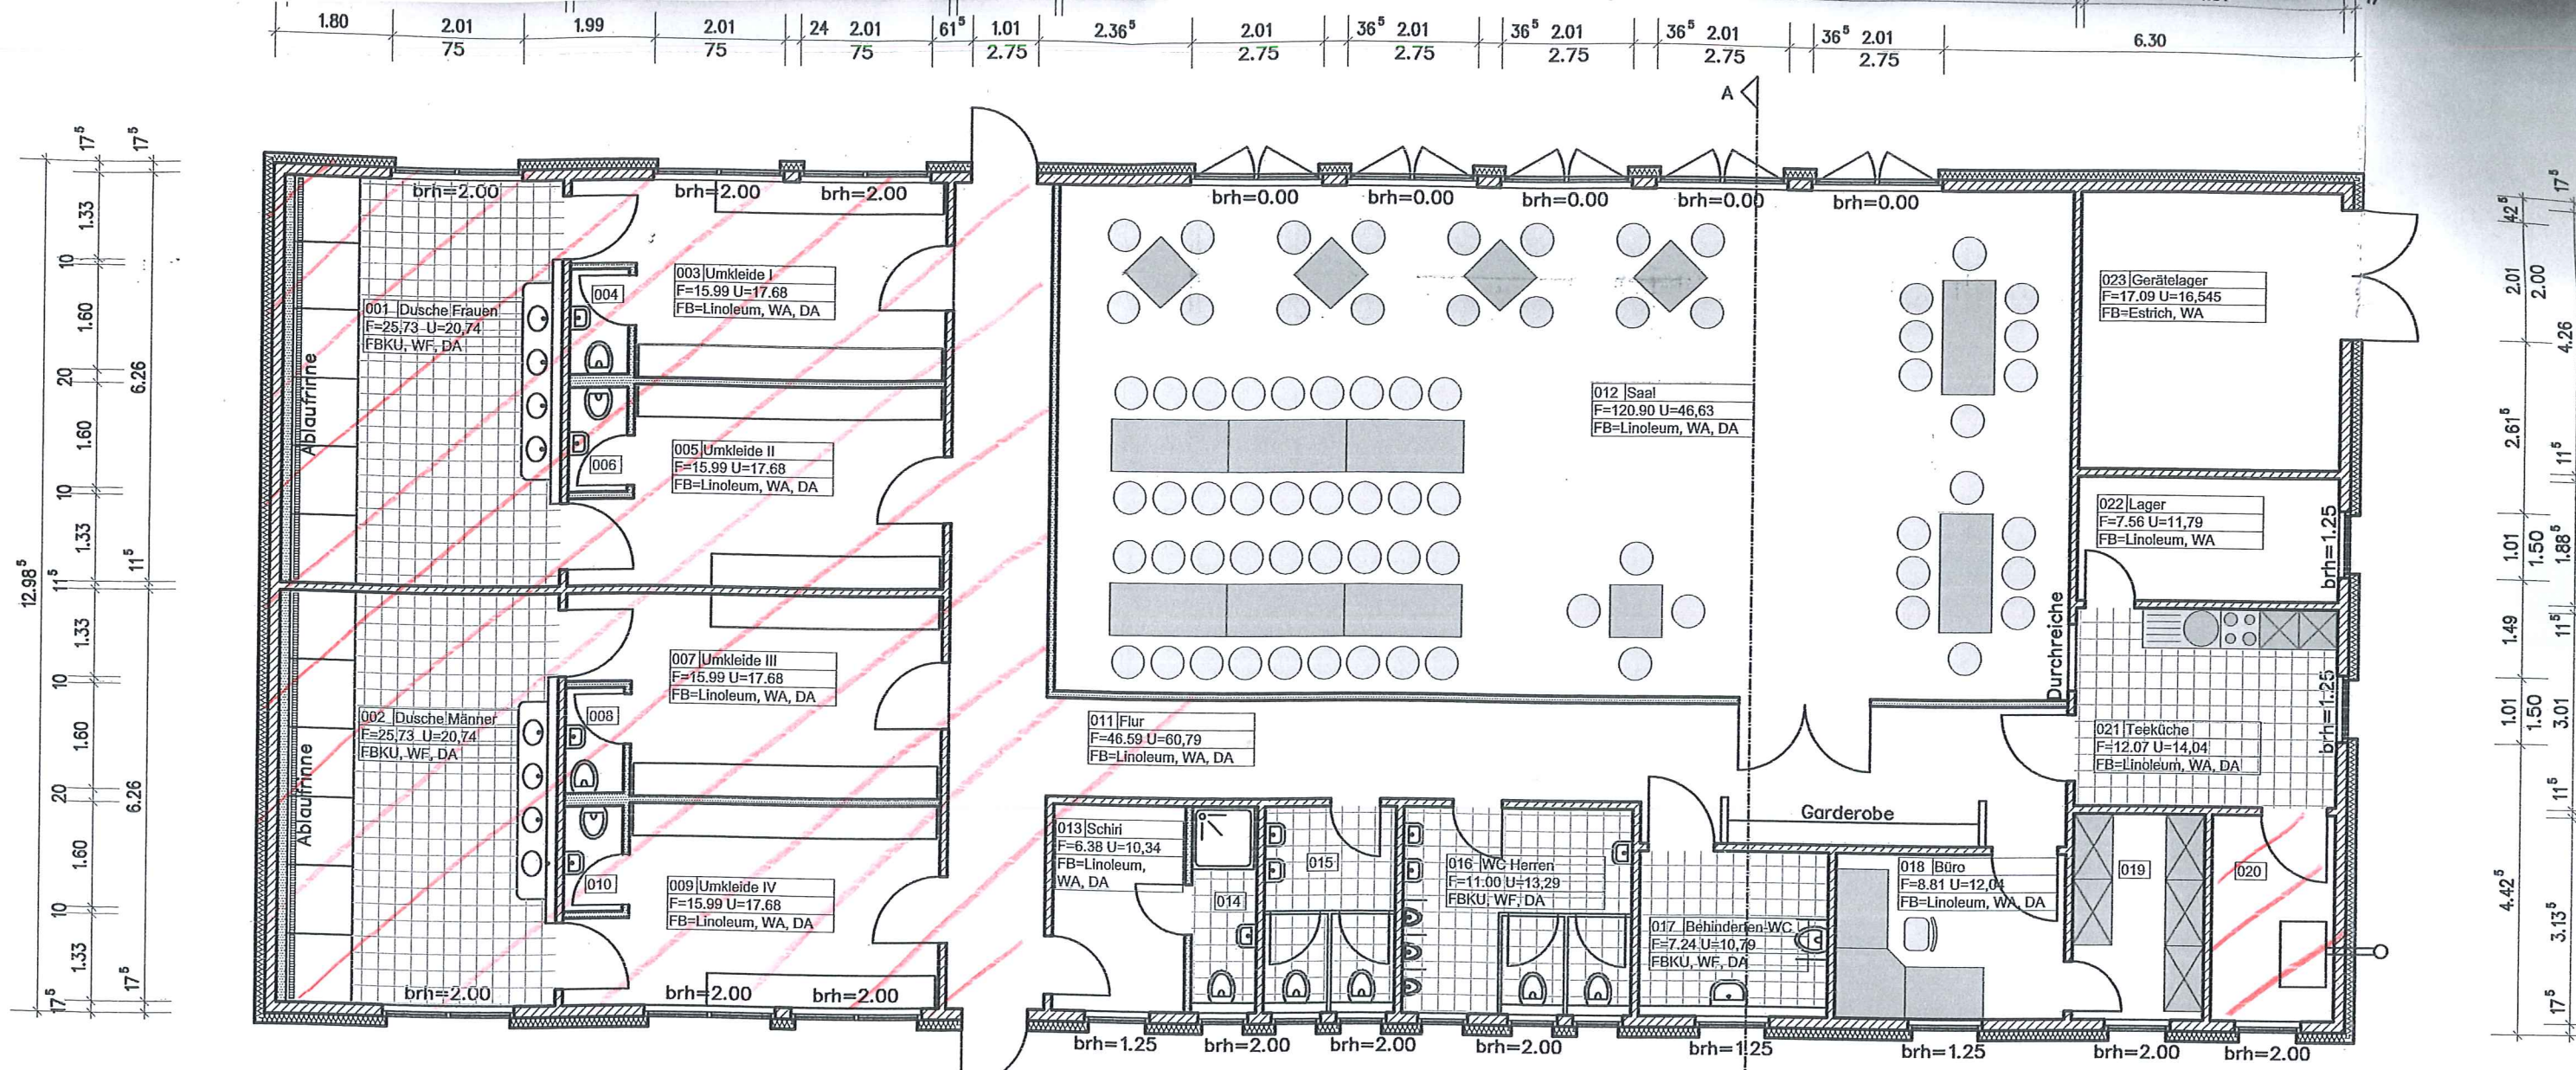 1.80 2.01 1.99 2.01 24 2.01 61⁵ 1.01 2.36⁵ 2.01 36⁵ 2.01 36⁵ 2.01 36⁵ 2.01 36⁵ 2.01 6.30
75 75 75 2.75 2.75 2.75 2.75 2.75 2.75
A
brh=2.00 brh=2.00 brh=2.00
brh=0.00 brh=0.00 brh=0.00 brh=0.00 brh=0.00
12.98⁵
17⁵
1.33
10
1.60
20
1.60
10
1.33
11⁵
1.33
10
1.60
20
1.60
10
1.33
17⁵
17⁵
6.26
11⁵
6.26
17⁵
Ablaufrinne
001 Dusche Frauen
F=25,73 U=20,74
FBKU, WF, DA
003 Umkleide I
F=15.99 U=17.68
FB=Linoleum, WA, DA
004
005 Umkleide II
F=15.99 U=17.68
FB=Linoleum, WA, DA
006
Ablaufrinne
002 Dusche Männer
F=25,73 U=20,74
FBKU, WF, DA
007 Umkleide III
F=15.99 U=17.68
FB=Linoleum, WA, DA
008
009 Umkleide IV
F=15.99 U=17.68
FB=Linoleum, WA, DA
010
012 Saal
F=120.90 U=46,63
FB=Linoleum, WA, DA
023 Gerätelager
F=17.09 U=16,545
FB=Estrich, WA
022 Lager
F=7.56 U=11,79
FB=Linoleum, WA
brh=1.25
Durchreiche
021 Teeküche
F=12.07 U=14,04
FB=Linoleum, WA, DA
brh=1.25
011 Flur
F=46.59 U=60,79
FB=Linoleum, WA, DA
Garderobe
013 Schiri
F=6.38 U=10,34
FB=Linoleum,
WA, DA
014
015
016 WC Herren
F=11.00 U=13,29
FBKU, WF, DA
017 Behinderten-WC
F=7.24 U=10,79
FBKU, WF, DA
018 Büro
F=8.81 U=12,04
FB=Linoleum, WA, DA
019
020
brh=2.00 brh=2.00 brh=2.00
brh=1.25 brh=2.00 brh=2.00 brh=2.00 brh=1.25 brh=1.25 brh=2.00 brh=2.00
42⁵
2.01
2.00
2.61⁵
1.01
1.50
1.49
1.01
1.50
4.42⁵
17⁵
4.26
11⁵
1.88⁵
11⁵
3.01
11⁵
3.13⁵
17⁵